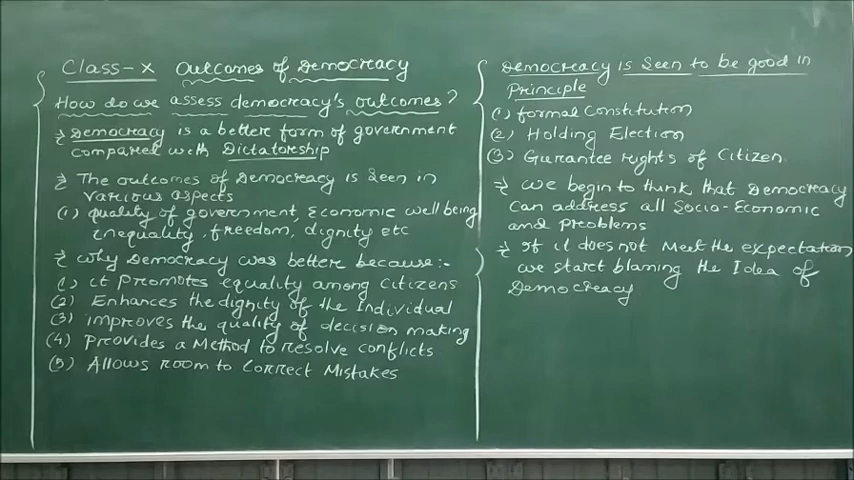 Class-X Outcomes of Democracy
How do we assess democracy's outcomes?
Democracy is a better form of government
compared with Dictatorship
The outcomes of Democracy is seen in
various aspects
(1) quality of government, Economic well being
inequality, freedom, dignity etc
why Democracy was better because:-
(1) it promotes equality among citizens
(2) Enhances the dignity of the Individual
(3) improves the quality of decision making
(4) Provides a Method to resolve conflicts
(5) Allows room to Correct Mistakes
Democracy is seen to be good in
Principle
(1) formal Constitution
(2) Holding Election
(3) Gurantee rights of Citizen
we begin to think that Democracy
Can address all Socio-Economic
and problems
If it does not Meet the expectation
we start blaming the Idea of
Democracy